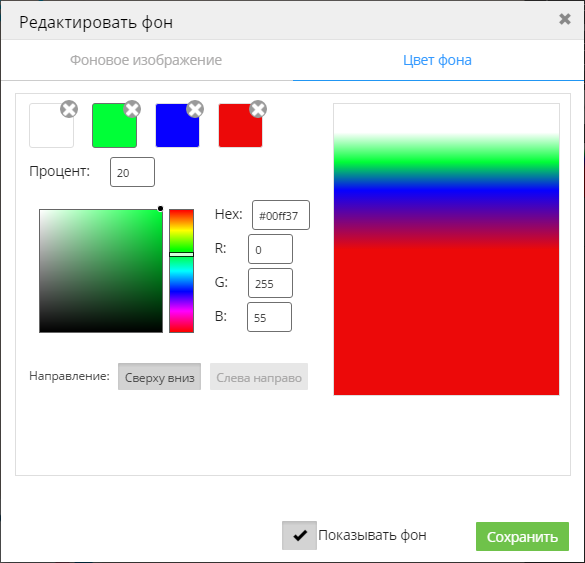 Редактировать фон
Фоновое изображение
Цвет фона
Процент: 20
Hex: #00ff37
R: 0
G: 255
B: 55
Направление: Сверху вниз Слева направо
Показывать фон
Сохранить